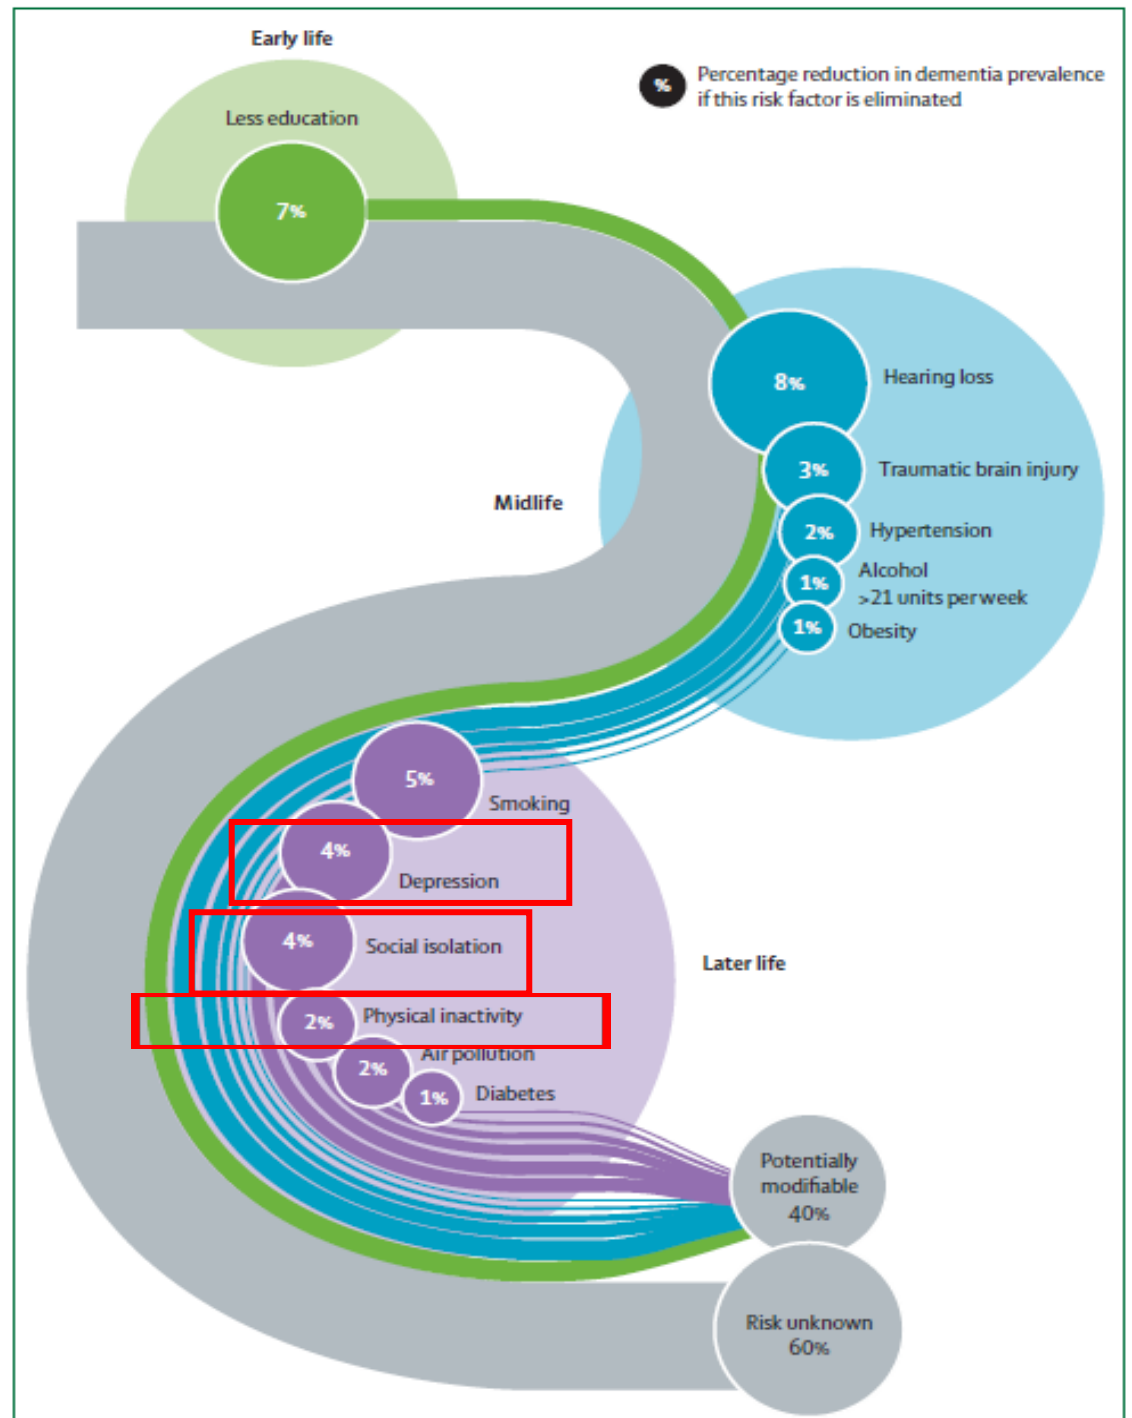 Early life
%
Percentage reduction in dementia prevalence
if this risk factor is eliminated
Less education
7%
8%
Hearing loss
3%
Traumatic brain injury
Midlife
2%
Hypertension
1%
Alcohol
>21 units per week
1%
Obesity
5%
Smoking
4%
Depression
4%
Social isolation
Later life
2%
Physical inactivity
2%
Air pollution
1%
Diabetes
Potentially
modifiable
40%
Risk unknown
60%